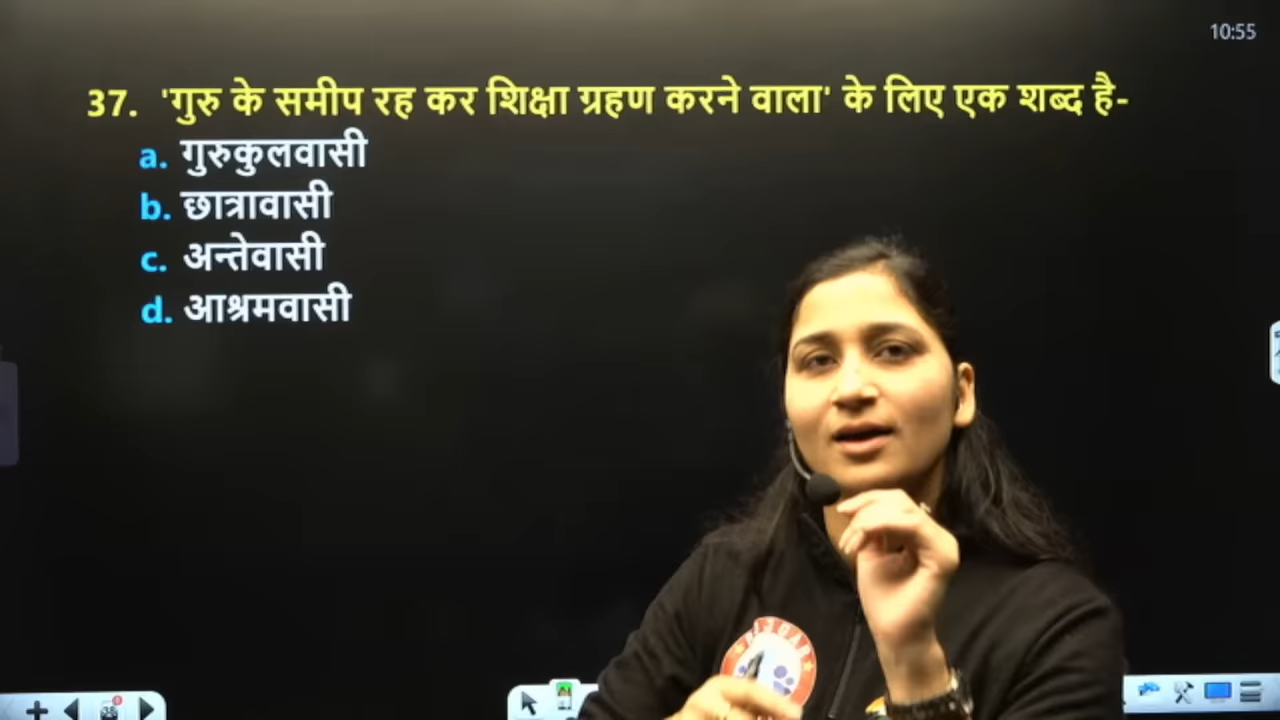 10:55
37. 'गुरु के समीप रह कर शिक्षा ग्रहण करने वाला' के लिए एक शब्द है-
a. गुरुकुलवासी
b. छात्रावासी
c. अन्तेवासी
d. आश्रमवासी